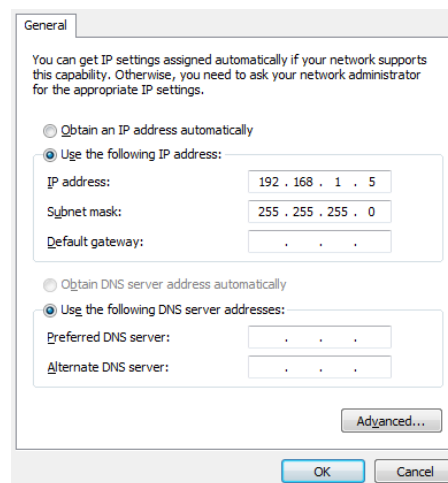 General
You can get IP settings assigned automatically if your network supports
this capability. Otherwise, you need to ask your network administrator
for the appropriate IP settings.
Obtain an IP address automatically
Use the following IP address:
IP address: 192 . 168 . 1 . 5
Subnet mask: 255 . 255 . 255 . 0
Default gateway: . . .
Obtain DNS server address automatically
Use the following DNS server addresses:
Preferred DNS server: . . .
Alternate DNS server: . . .
Advanced...
OK Cancel